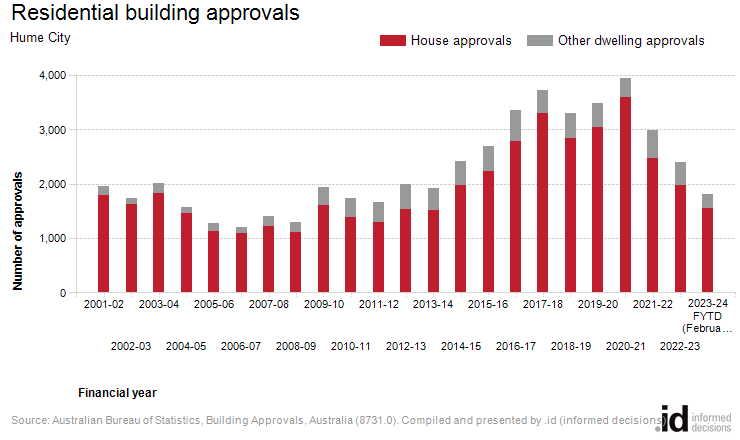 Residential building approvals
Hume City
House approvals
Other dwelling approvals
Number of approvals
4,000
3,000
2,000
1,000
0
2001-02
2003-04
2005-06
2007-08
2009-10
2011-12
2013-14
2015-16
2017-18
2019-20
2021-22
2023-24
FYTD
(Februa ...
2002-03
2004-05
2006-07
2008-09
2010-11
2012-13
2014-15
2016-17
2018-19
2020-21
2022-23
Financial year
Source: Australian Bureau of Statistics, Building Approvals, Australia (8731.0). Compiled and presented by .id (informed decisions)
.id informed
decisions